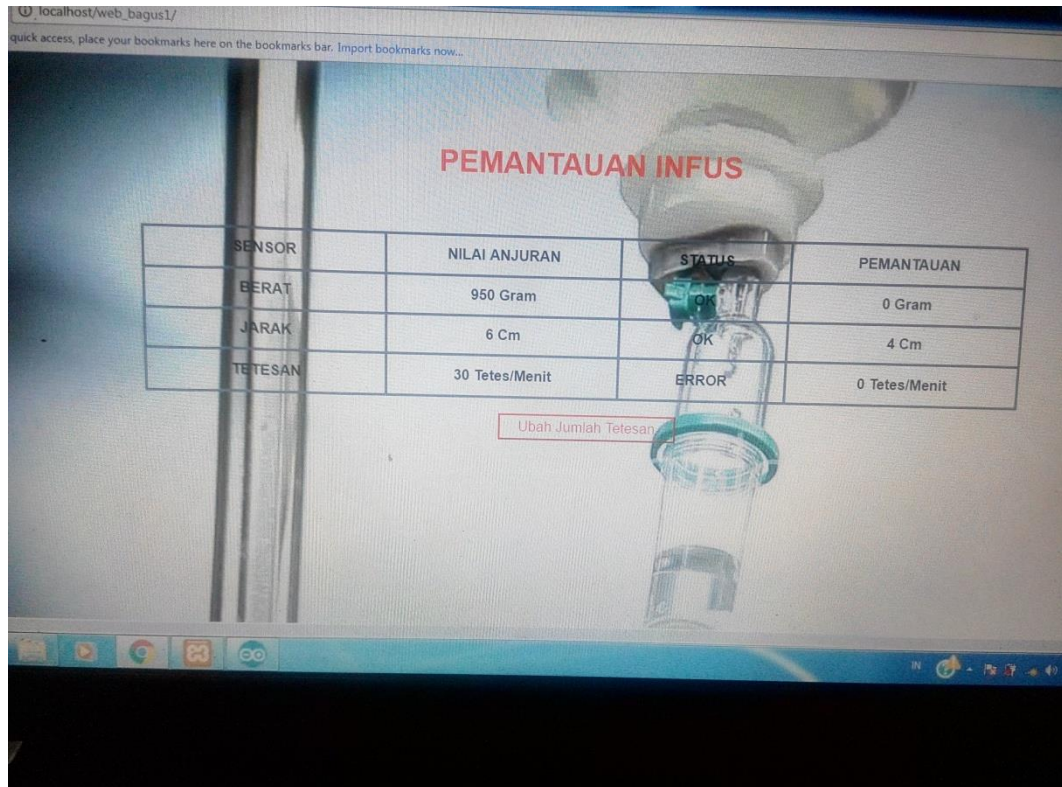 localhost/web_bagus1/
quick access, place your bookmarks here on the bookmarks bar. Import bookmarks now...
PEMANTAUAN INFUS
SENSOR NILAI ANJURAN STATUS PEMANTAUAN
BERAT 950 Gram OK 0 Gram
JARAK 6 Cm OK 4 Cm
TETESAN 30 Tetes/Menit ERROR 0 Tetes/Menit
Ubah Jumlah Tetesan
IN